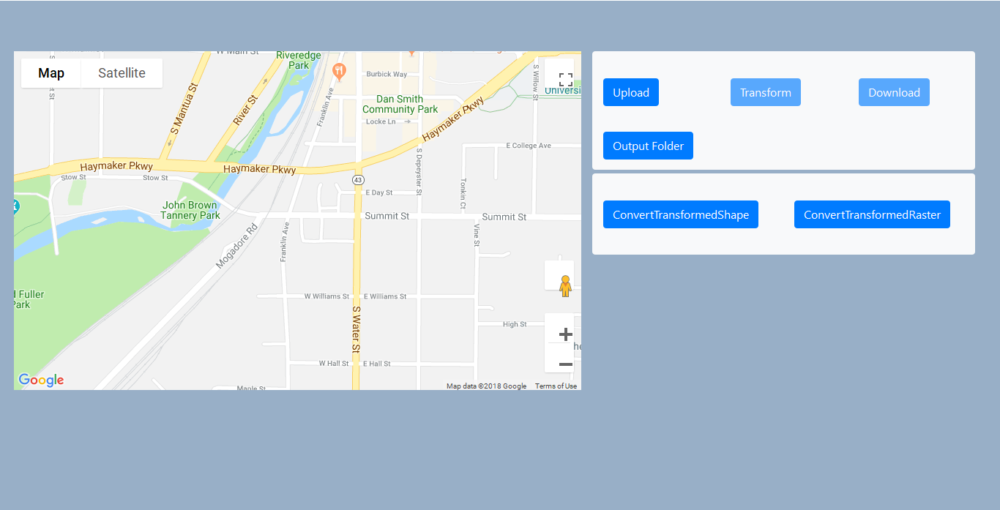 W Main St
Riveredge
Park
Map
Satellite
Burbick Way
Universi
S Willow St
Franklin Ave
S Mantua St
River St
Dan Smith
Community Park
Locke Ln
Haymaker Pkwy
E College Ave
Haymaker Pkwy
Haymaker Pkwy
Stow St
Stow St
43
S Depeyster St
Tonkin Ct
E Day St
John Brown
Tannery Park
Summit St
Summit St
Mogadore Rd
Franklin Ave
Vine St
d Fuller
Park
W Williams St
E Williams St
S Water St
High St
W Hall St
E Hall St
Maple St
Google
Map data ©2018 Google
Terms of Use
Upload
Transform
Download
Output Folder
ConvertTransformedShape
ConvertTransformedRaster